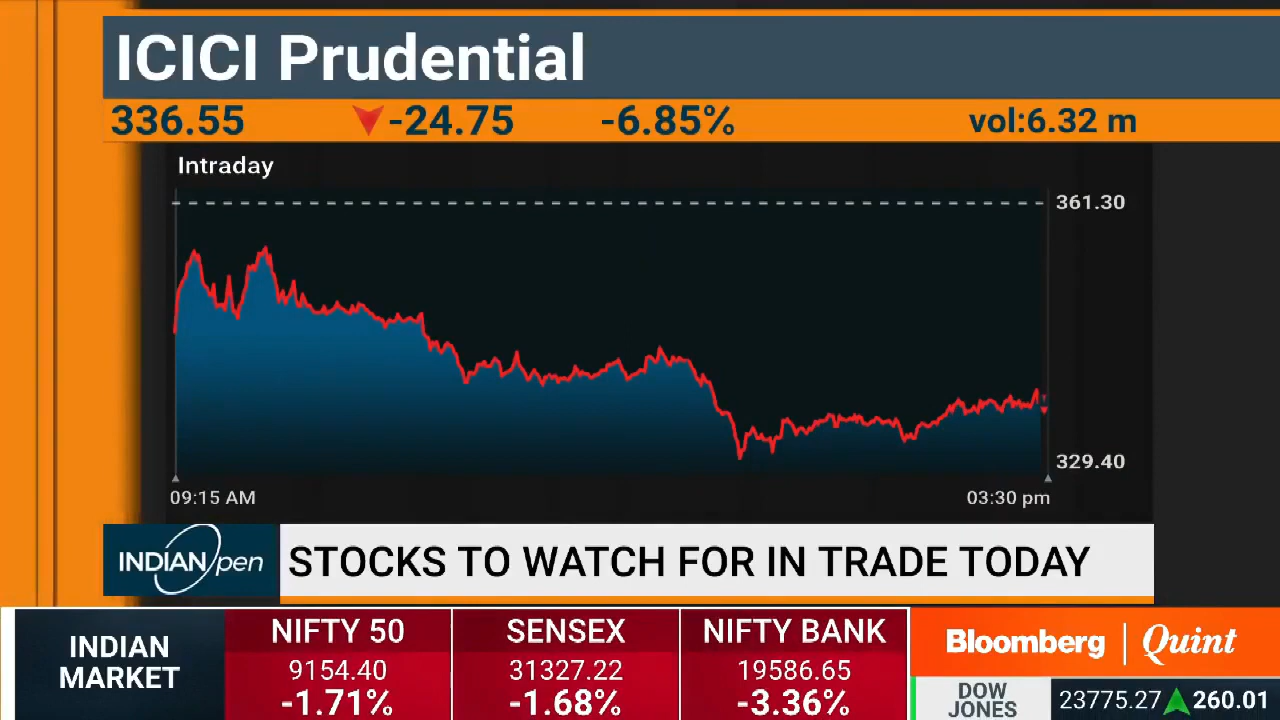 ICICI Prudential
336.55 -24.75 -6.85% vol:6.32 m
Intraday
361.30
329.40
09:15 AM 03:30 pm
INDIAN Open STOCKS TO WATCH FOR IN TRADE TODAY
INDIAN MARKET
NIFTY 50
9154.40
-1.71%
SENSEX
31327.22
-1.68%
NIFTY BANK
19586.65
-3.36%
Bloomberg | Quint
DOW JONES
23775.27 260.01